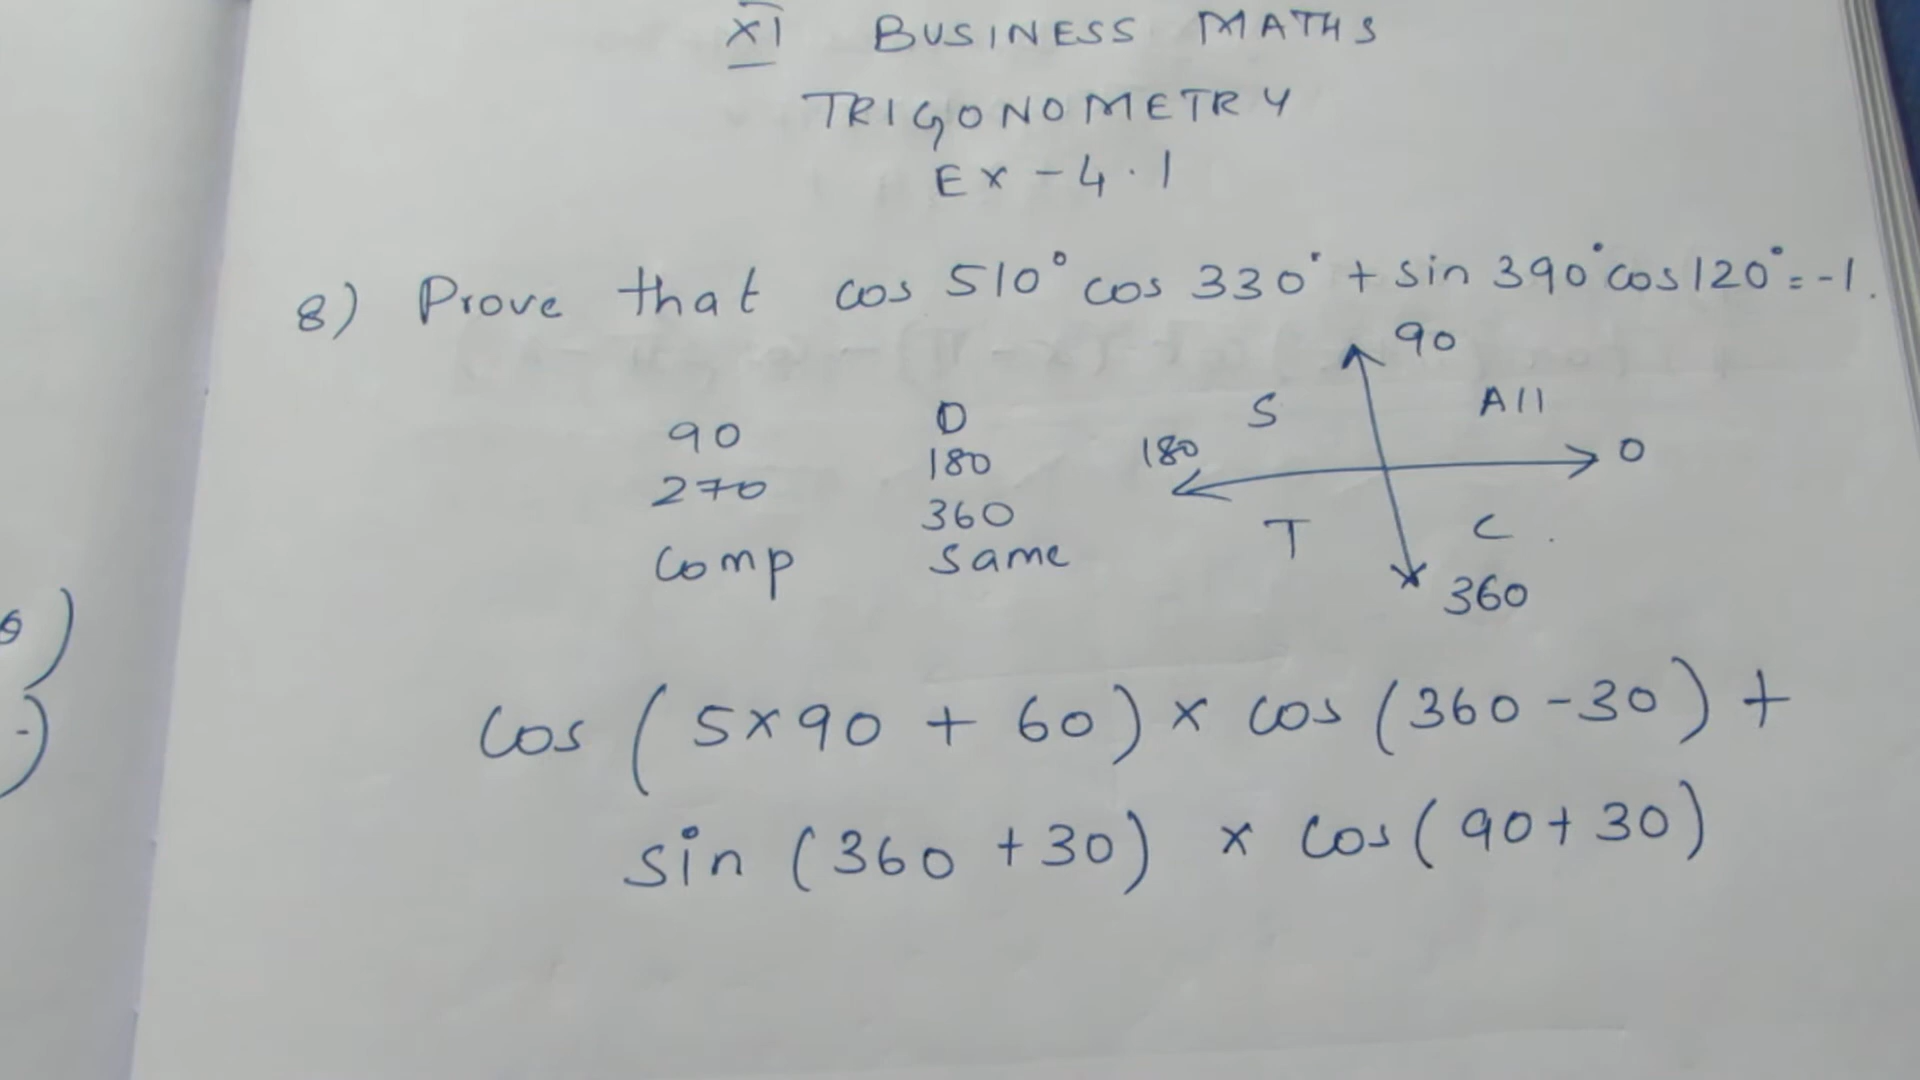 XI BUSINESS MATHS
TRIGONOMETRY
Ex - 4.1
8) Prove that cos 510° cos 330° + sin 390° cos 120° = -1.
90
S All
90 0
180 0
270 180
360
T C
Comp Same
360
θ)
cos (5x90 + 60) x cos (360 - 30) +
-)
sin (360 + 30) x cos (90 + 30)